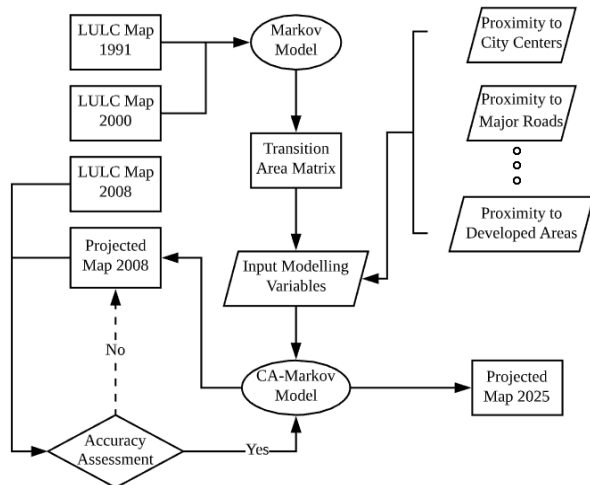 LULC Map
1991
Markov
Model
Proximity to
City Centers
LULC Map
2000
Proximity to
Major Roads
Transition
Area Matrix
LULC Map
2008
Proximity to
Developed Areas
Projected
Map 2008
Input Modelling
Variables
No
CA-Markov
Model
Projected
Map 2025
Accuracy
Assessment
Yes